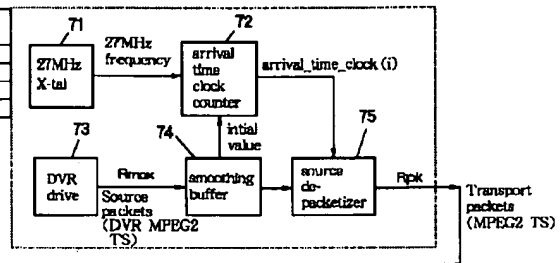 71
27MHz
X-tal
27MHz
frequency
72
arrival
time
clock
counter
arrival_time_clock (i)
73
DVR
drive
Rmax
Source
packets
(DVR MPEG2
TS)
74
intial
value
smoothing
buffer
75
source
de-
packetizer
Rpk
Transport
packets
(MPEG2 TS)